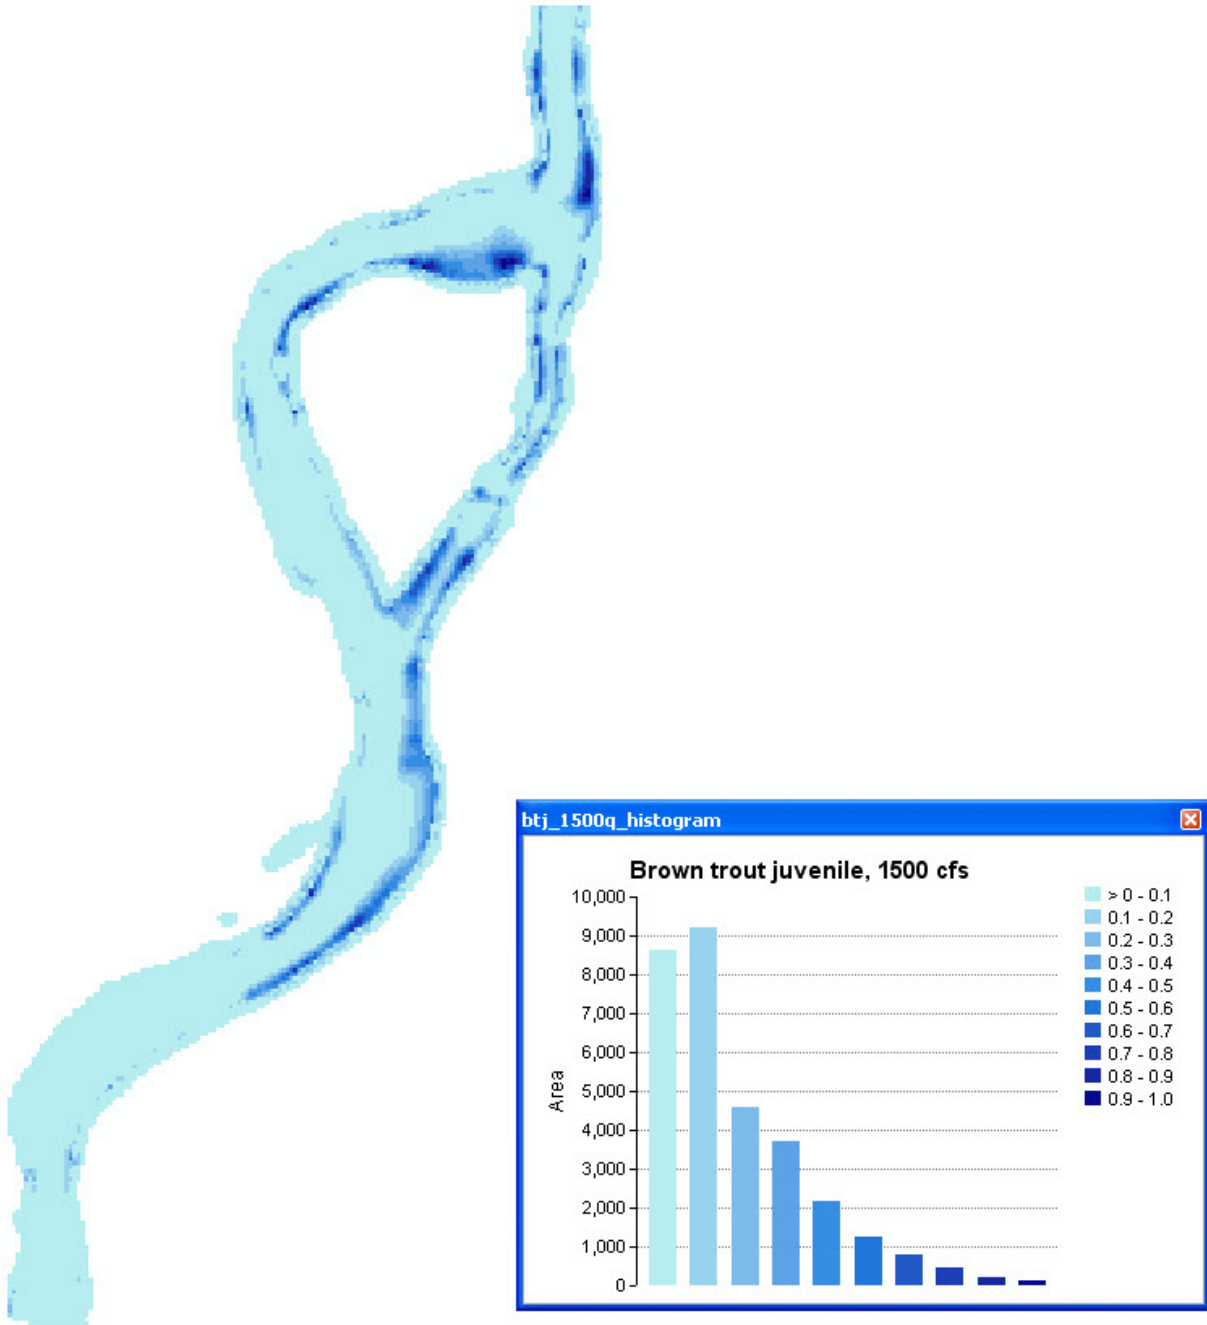 btj_1500q_histogram
Brown trout juvenile, 1500 cfs
10,000
9,000
8,000
7,000
6,000
5,000
4,000
3,000
2,000
1,000
0
Area
> 0 - 0.1
0.1 - 0.2
0.2 - 0.3
0.3 - 0.4
0.4 - 0.5
0.5 - 0.6
0.6 - 0.7
0.7 - 0.8
0.8 - 0.9
0.9 - 1.0